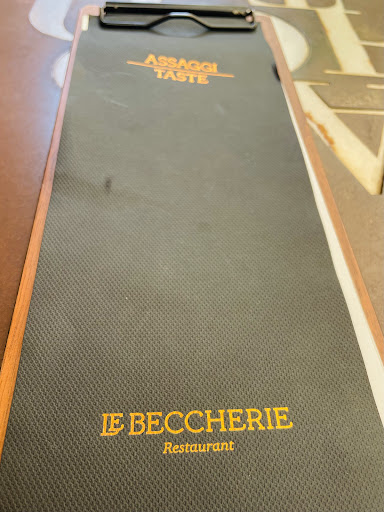 ASSAGGI
TASTE
LE BECCHERIE
Restaurant